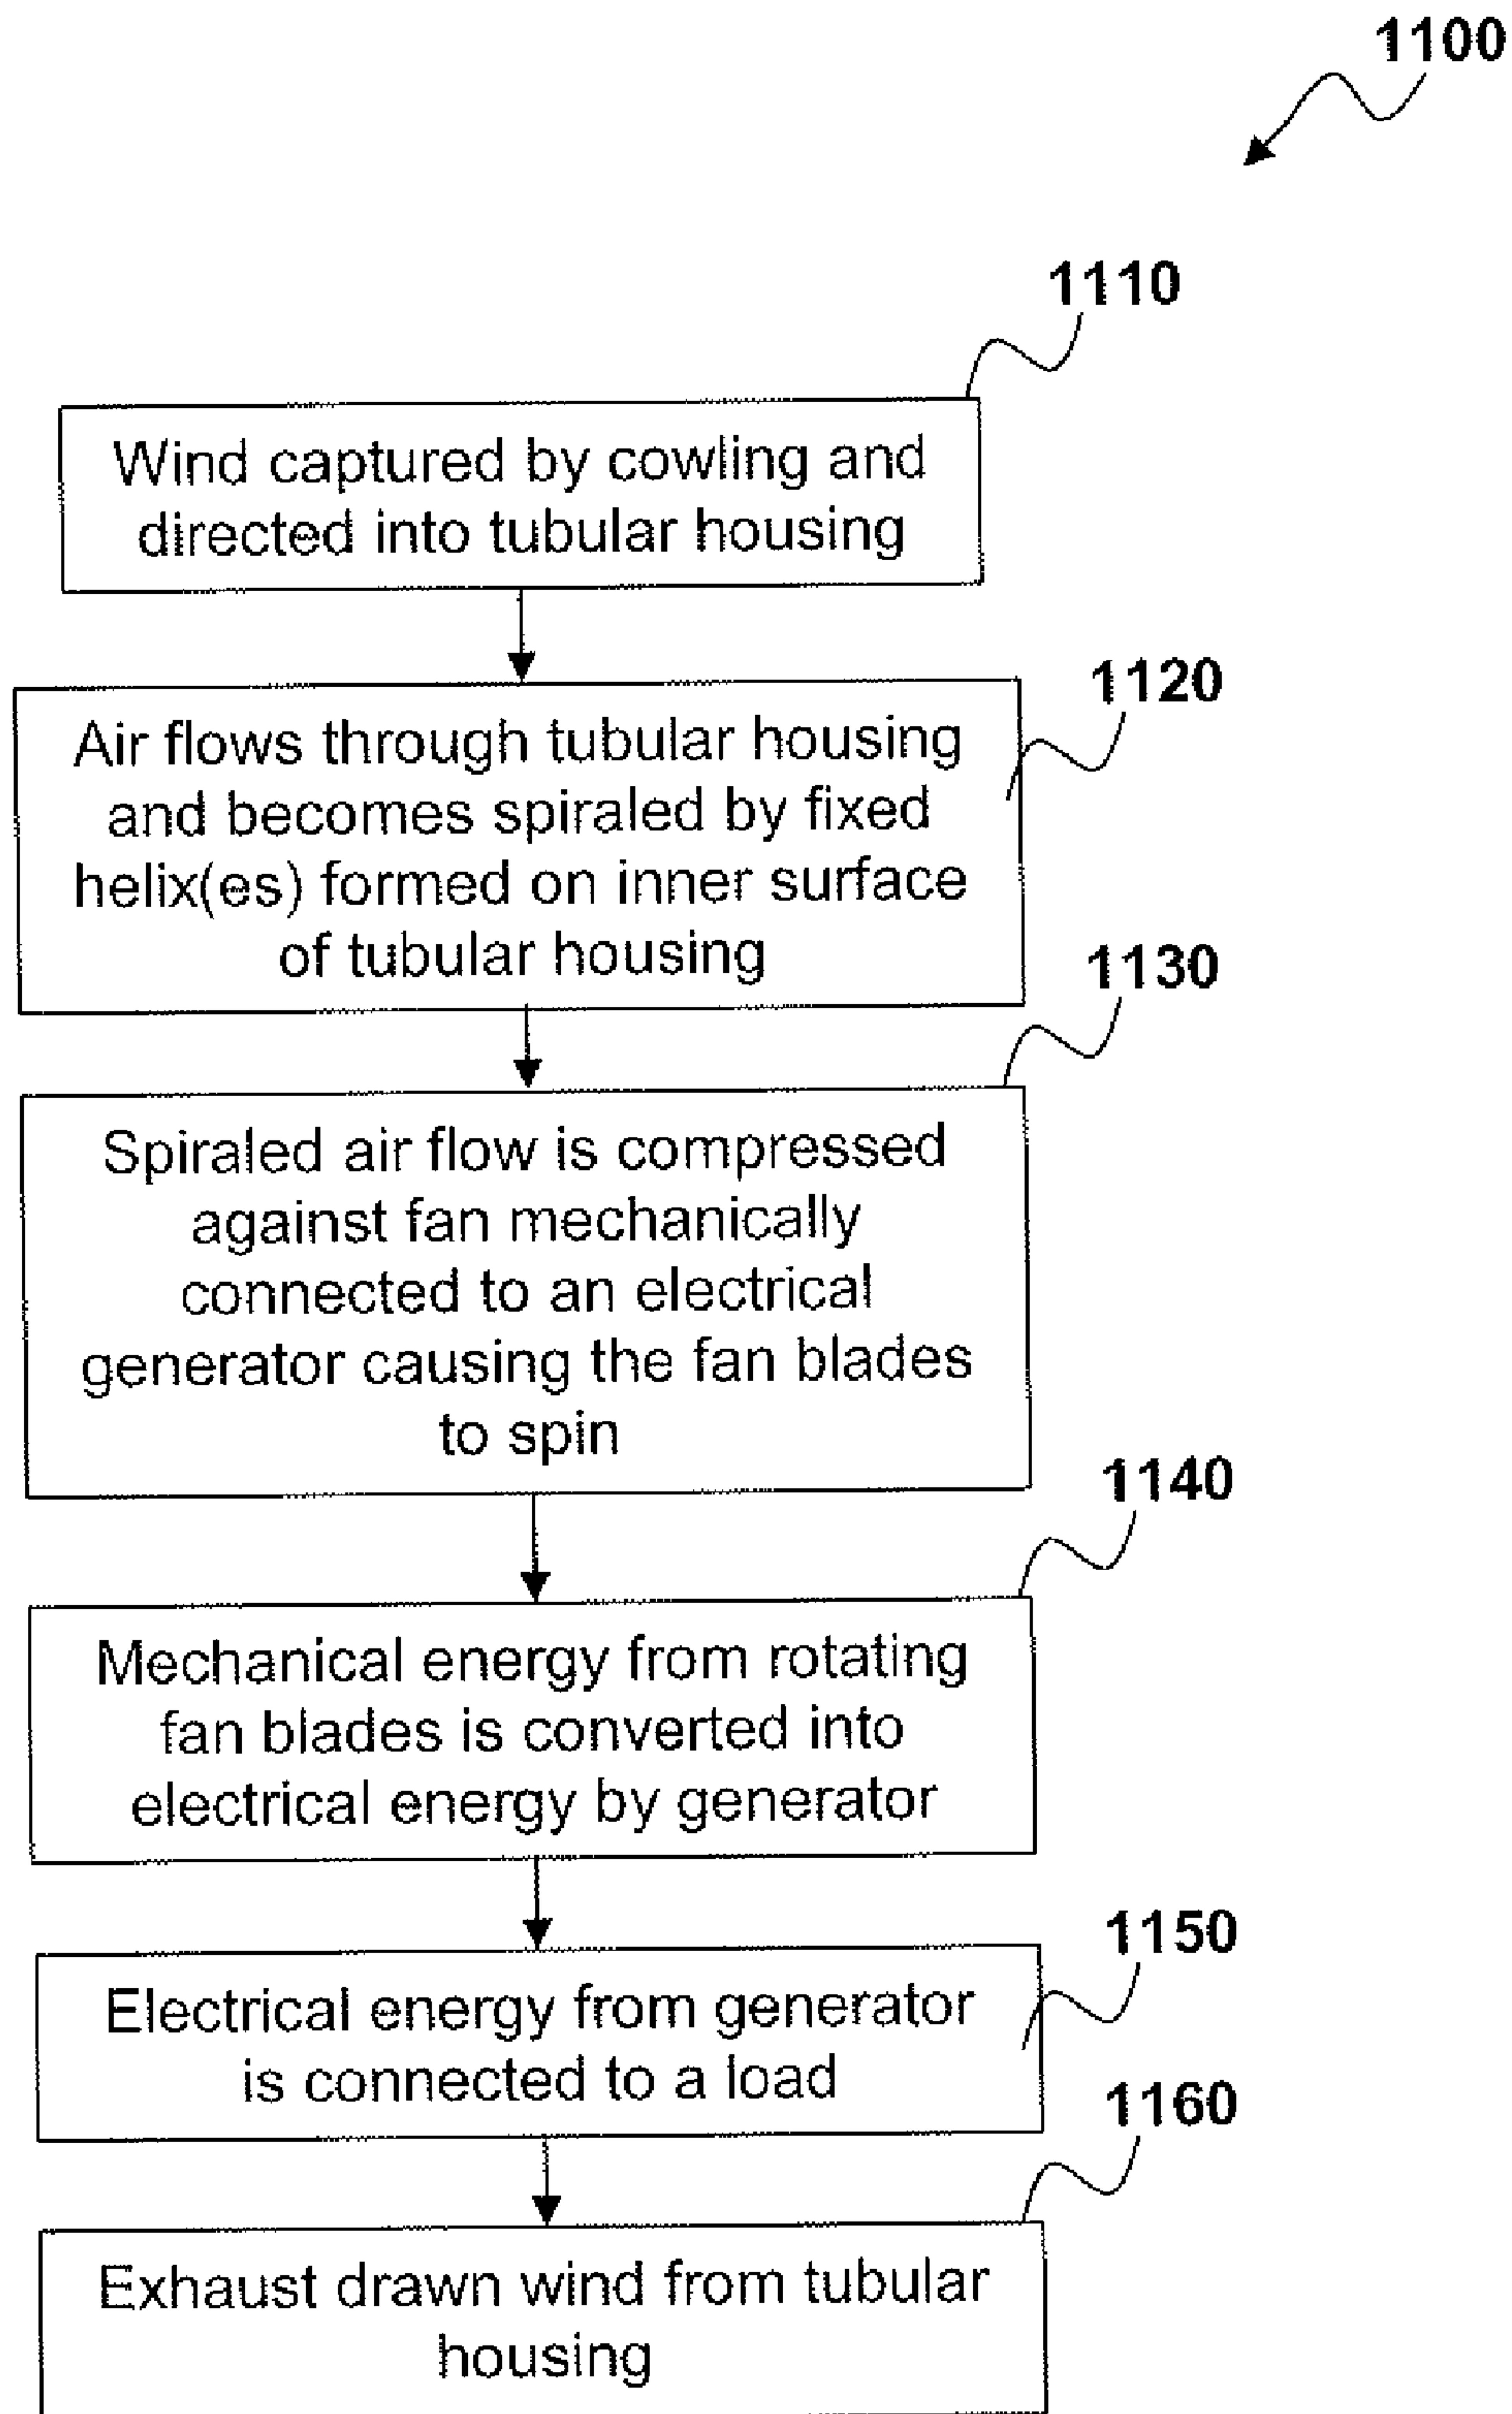 1100
1110
Wind captured by cowling and
directed into tubular housing
1120
Air flows through tubular housing
and becomes spiraled by fixed
helix(es) formed on inner surface
of tubular housing
1130
Spiraled air flow is compressed
against fan mechanically
connected to an electrical
generator causing the fan blades
to spin
1140
Mechanical energy from rotating
fan blades is converted into
electrical energy by generator
1150
Electrical energy from generator
is connected to a load
1160
Exhaust drawn wind from tubular
housing